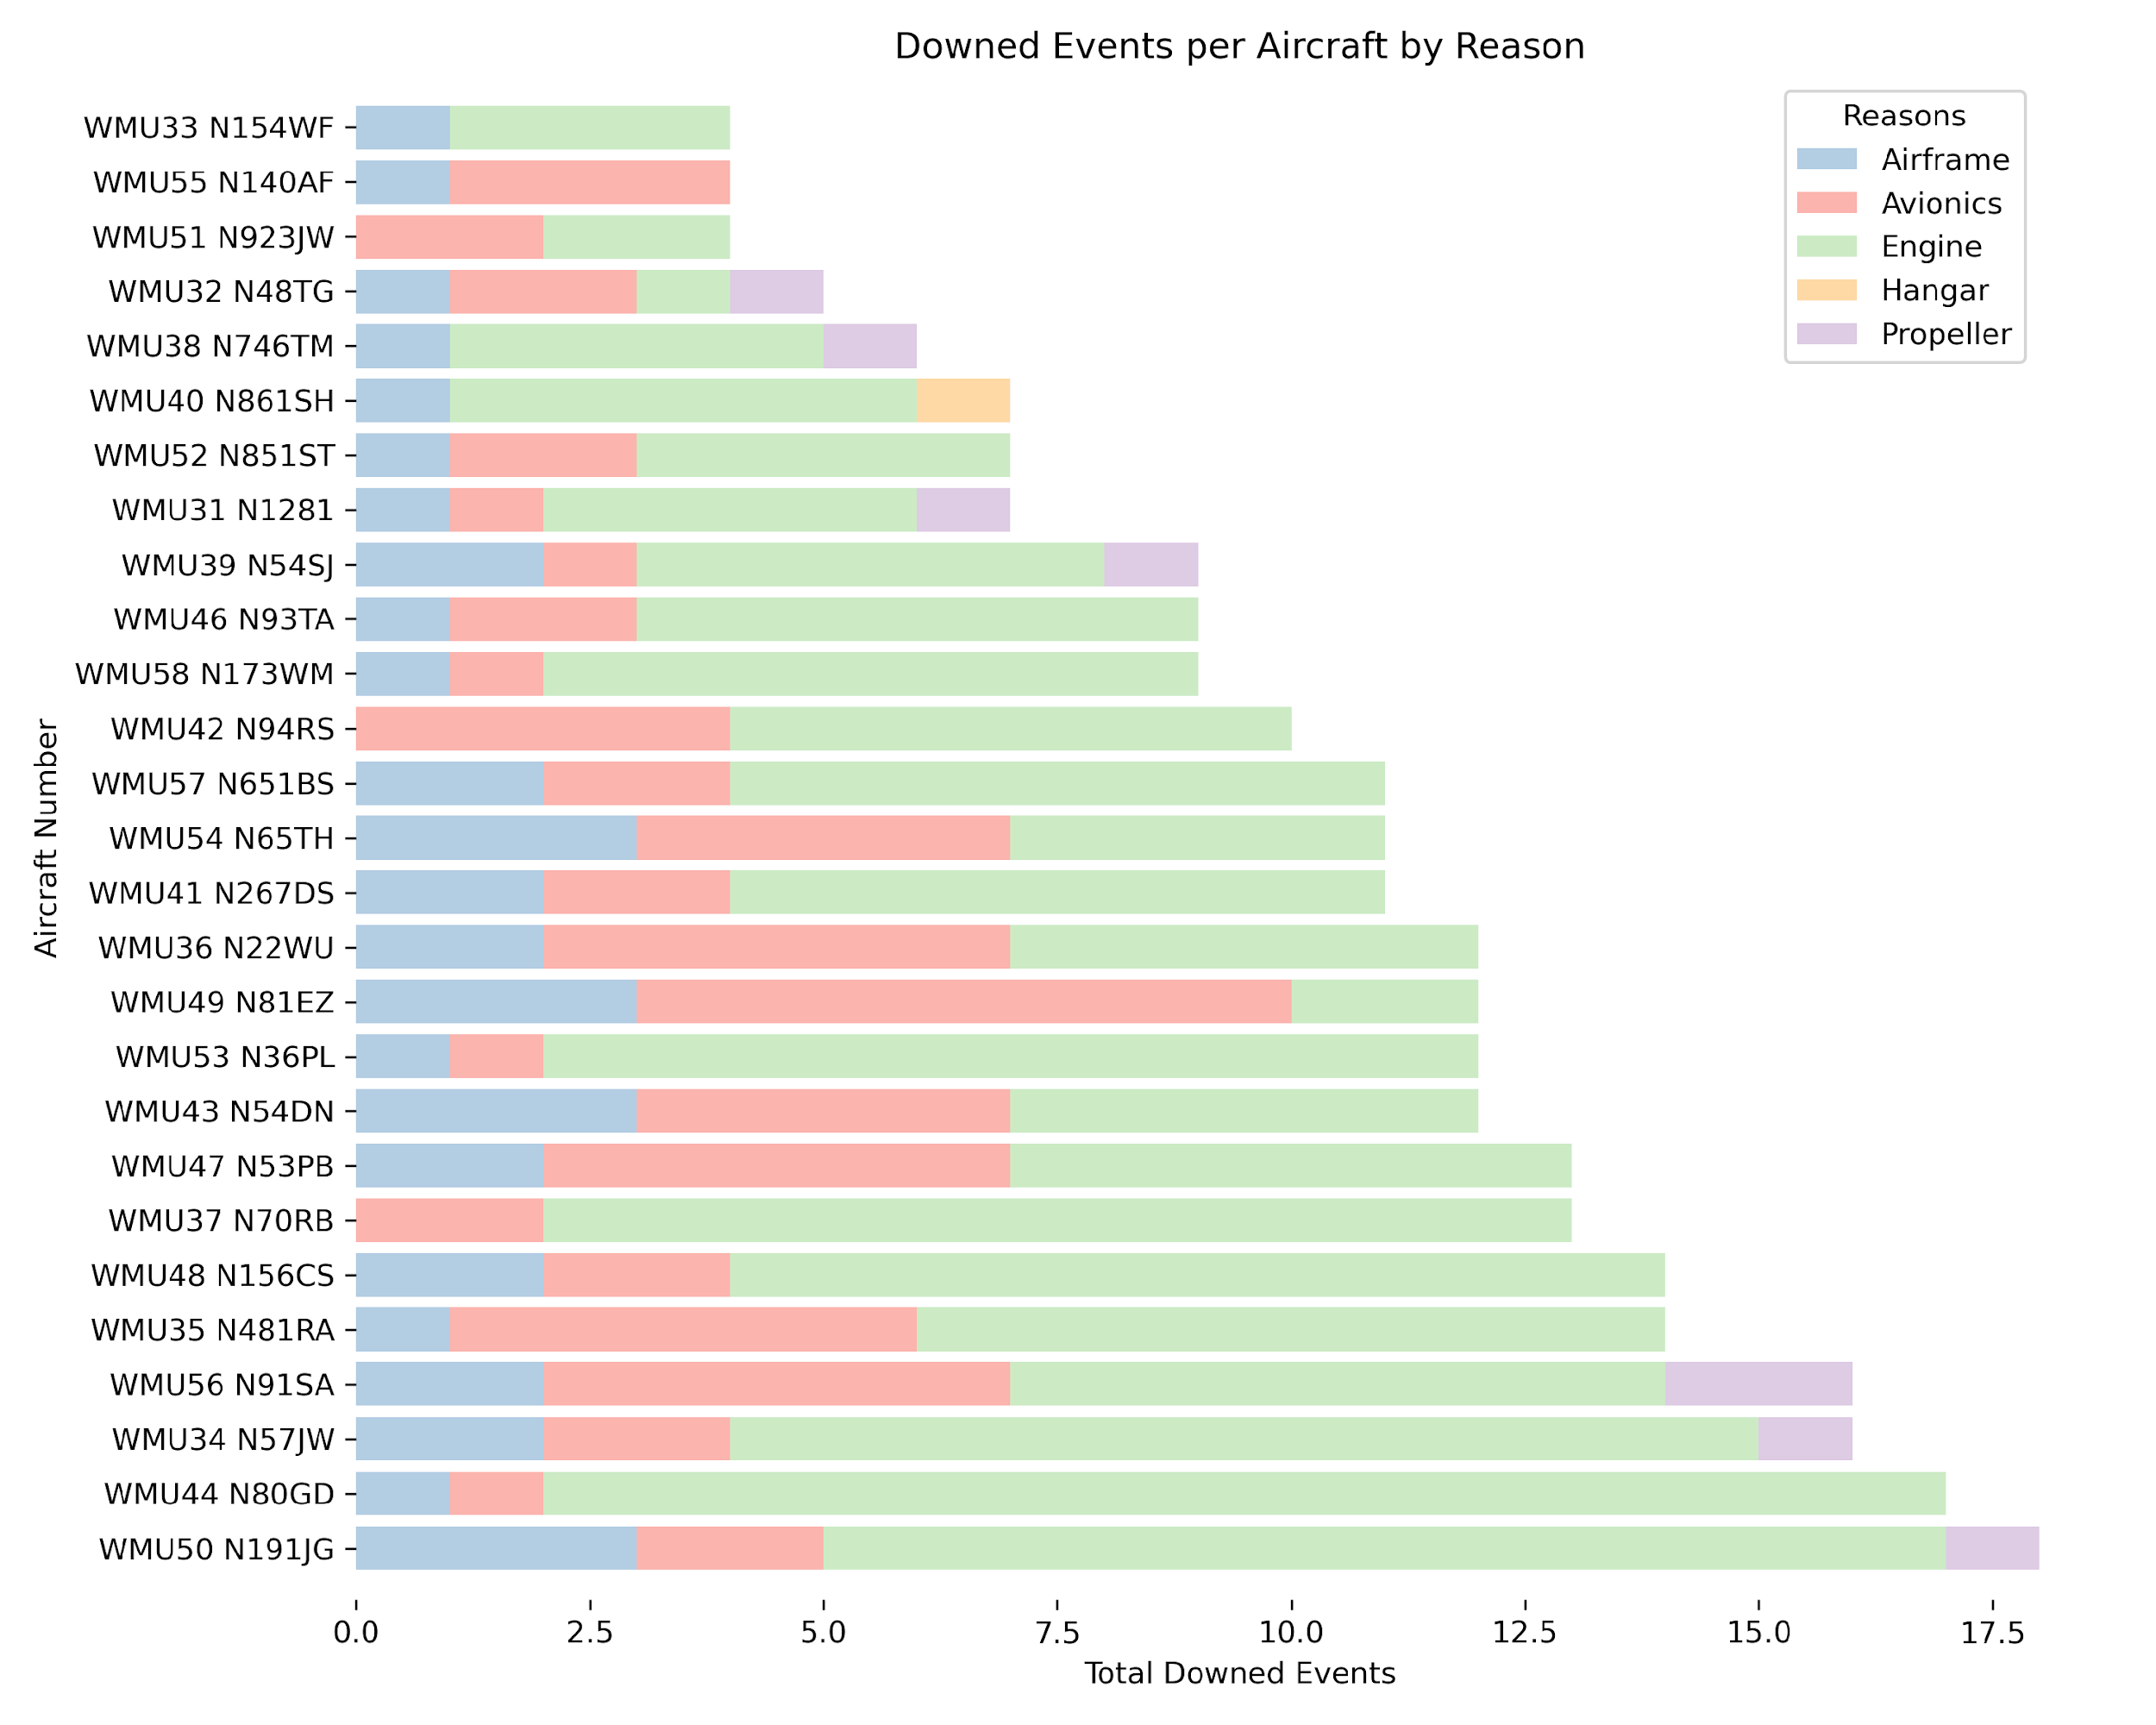 Downed Events per Aircraft by Reason
Reasons
Airframe
Avionics
Engine
Hangar
Propeller
Aircraft Number
WMU33 N154WF
WMU55 N140AF
WMU51 N923JW
WMU32 N48TG
WMU38 N746TM
WMU40 N861SH
WMU52 N851ST
WMU31 N1281
WMU39 N54SJ
WMU46 N93TA
WMU58 N173WM
WMU42 N94RS
WMU57 N651BS
WMU54 N65TH
WMU41 N267DS
WMU36 N22WU
WMU49 N81EZ
WMU53 N36PL
WMU43 N54DN
WMU47 N53PB
WMU37 N70RB
WMU48 N156CS
WMU35 N481RA
WMU56 N91SA
WMU34 N57JW
WMU44 N80GD
WMU50 N191JG
0.0 2.5 5.0 7.5 10.0 12.5 15.0 17.5
Total Downed Events